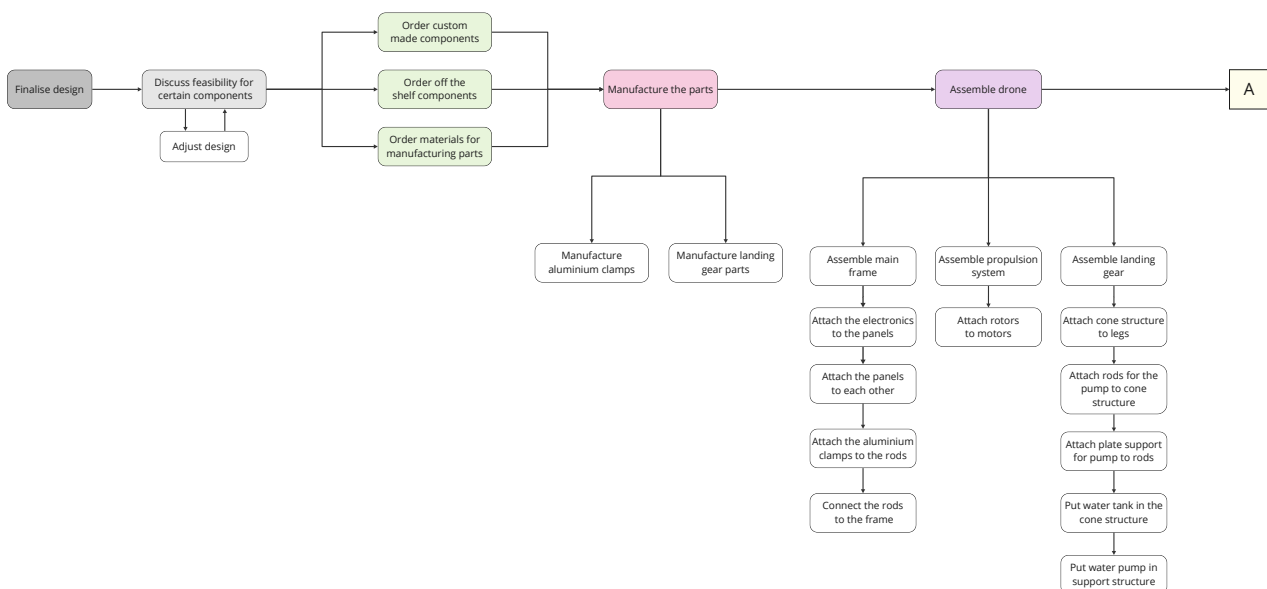 Finalise design
Discuss feasibility for
certain components
Adjust design
Order custom
made components
Order off the
shelf components
Order materials for
manufacturing parts
Manufacture the parts
Manufacture
aluminium clamps
Manufacture landing
gear parts
Assemble drone
Assemble main
frame
Attach the electronics
to the panels
Attach the panels
to each other
Attach the aluminium
clamps to the rods
Connect the rods
to the frame
Assemble propulsion
system
Attach rotors
to motors
Assemble landing
gear
Attach cone structure
to legs
Attach rods for the
pump to cone
structure
Attach plate support
for pump to rods
Put water tank in the
cone structure
Put water pump in
support structure
A